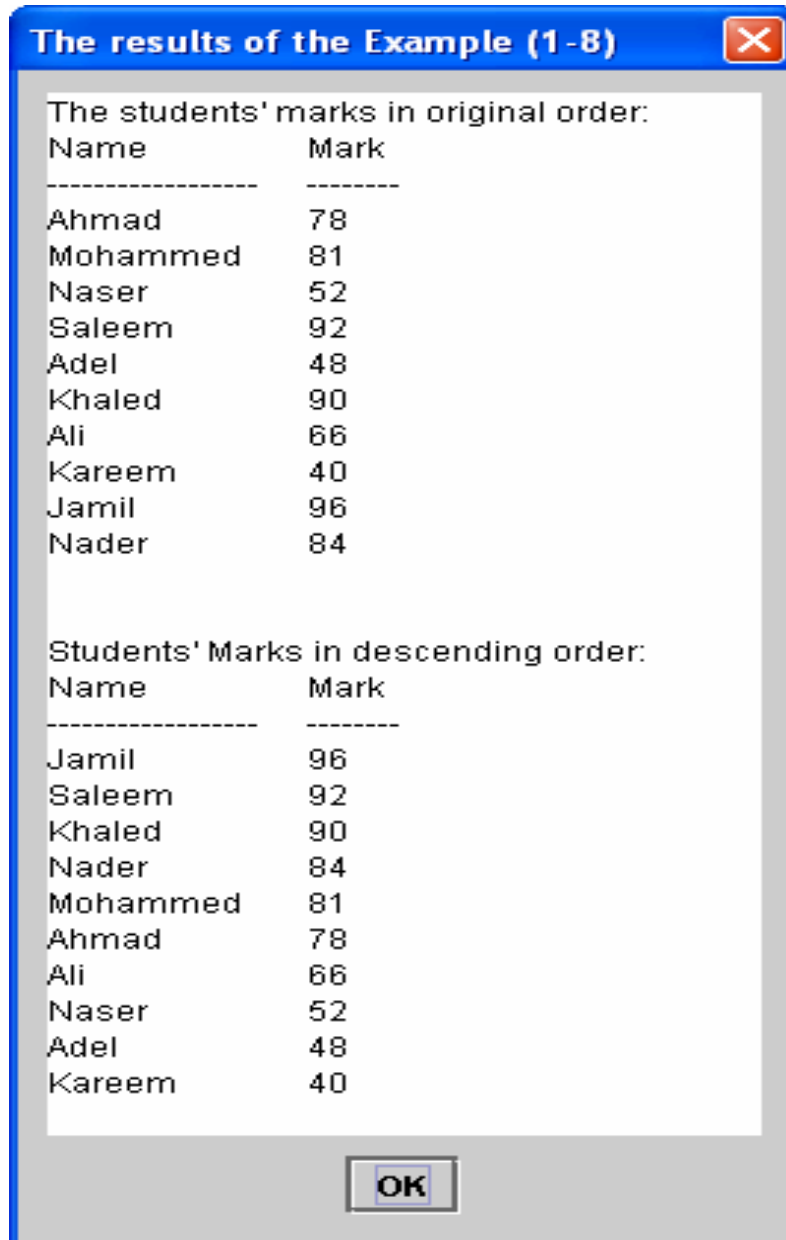 The results of the Example (1-8)
The students' marks in original order:
Name Mark
------------------ --------
Ahmad 78
Mohammed 81
Naser 52
Saleem 92
Adel 48
Khaled 90
Ali 66
Kareem 40
Jamil 96
Nader 84
Students' Marks in descending order:
Name Mark
------------------ --------
Jamil 96
Saleem 92
Khaled 90
Nader 84
Mohammed 81
Ahmad 78
Ali 66
Naser 52
Adel 48
Kareem 40
OK